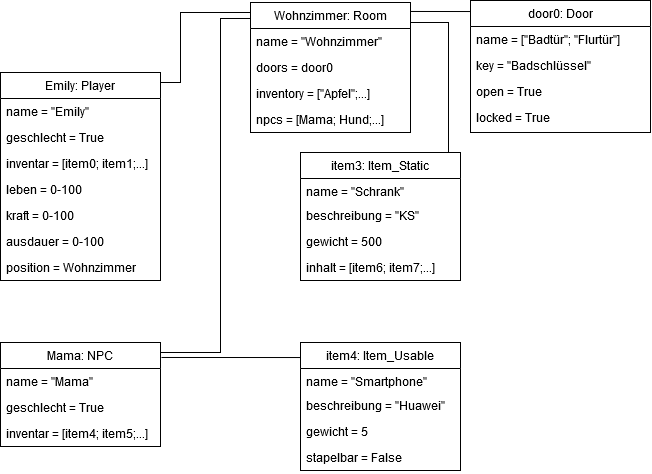 Wohnzimmer: Room
name = "Wohnzimmer"
doors = door0
inventory = ["Apfel";...]
npcs = [Mama; Hund;...]
door0: Door
name = ["Badtür"; "Flurtür"]
key = "Badschlüssel"
open = True
locked = True
Emily: Player
name = "Emily"
geschlecht = True
inventar = [item0; item1;...]
leben = 0-100
kraft = 0-100
ausdauer = 0-100
position = Wohnzimmer
item3: Item_Static
name = "Schrank"
beschreibung = "KS"
gewicht = 500
inhalt = [item6; item7;...]
Mama: NPC
name = "Mama"
geschlecht = True
inventar = [item4; item5;...]
item4: Item_Usable
name = "Smartphone"
beschreibung = "Huawei"
gewicht = 5
stapelbar = False